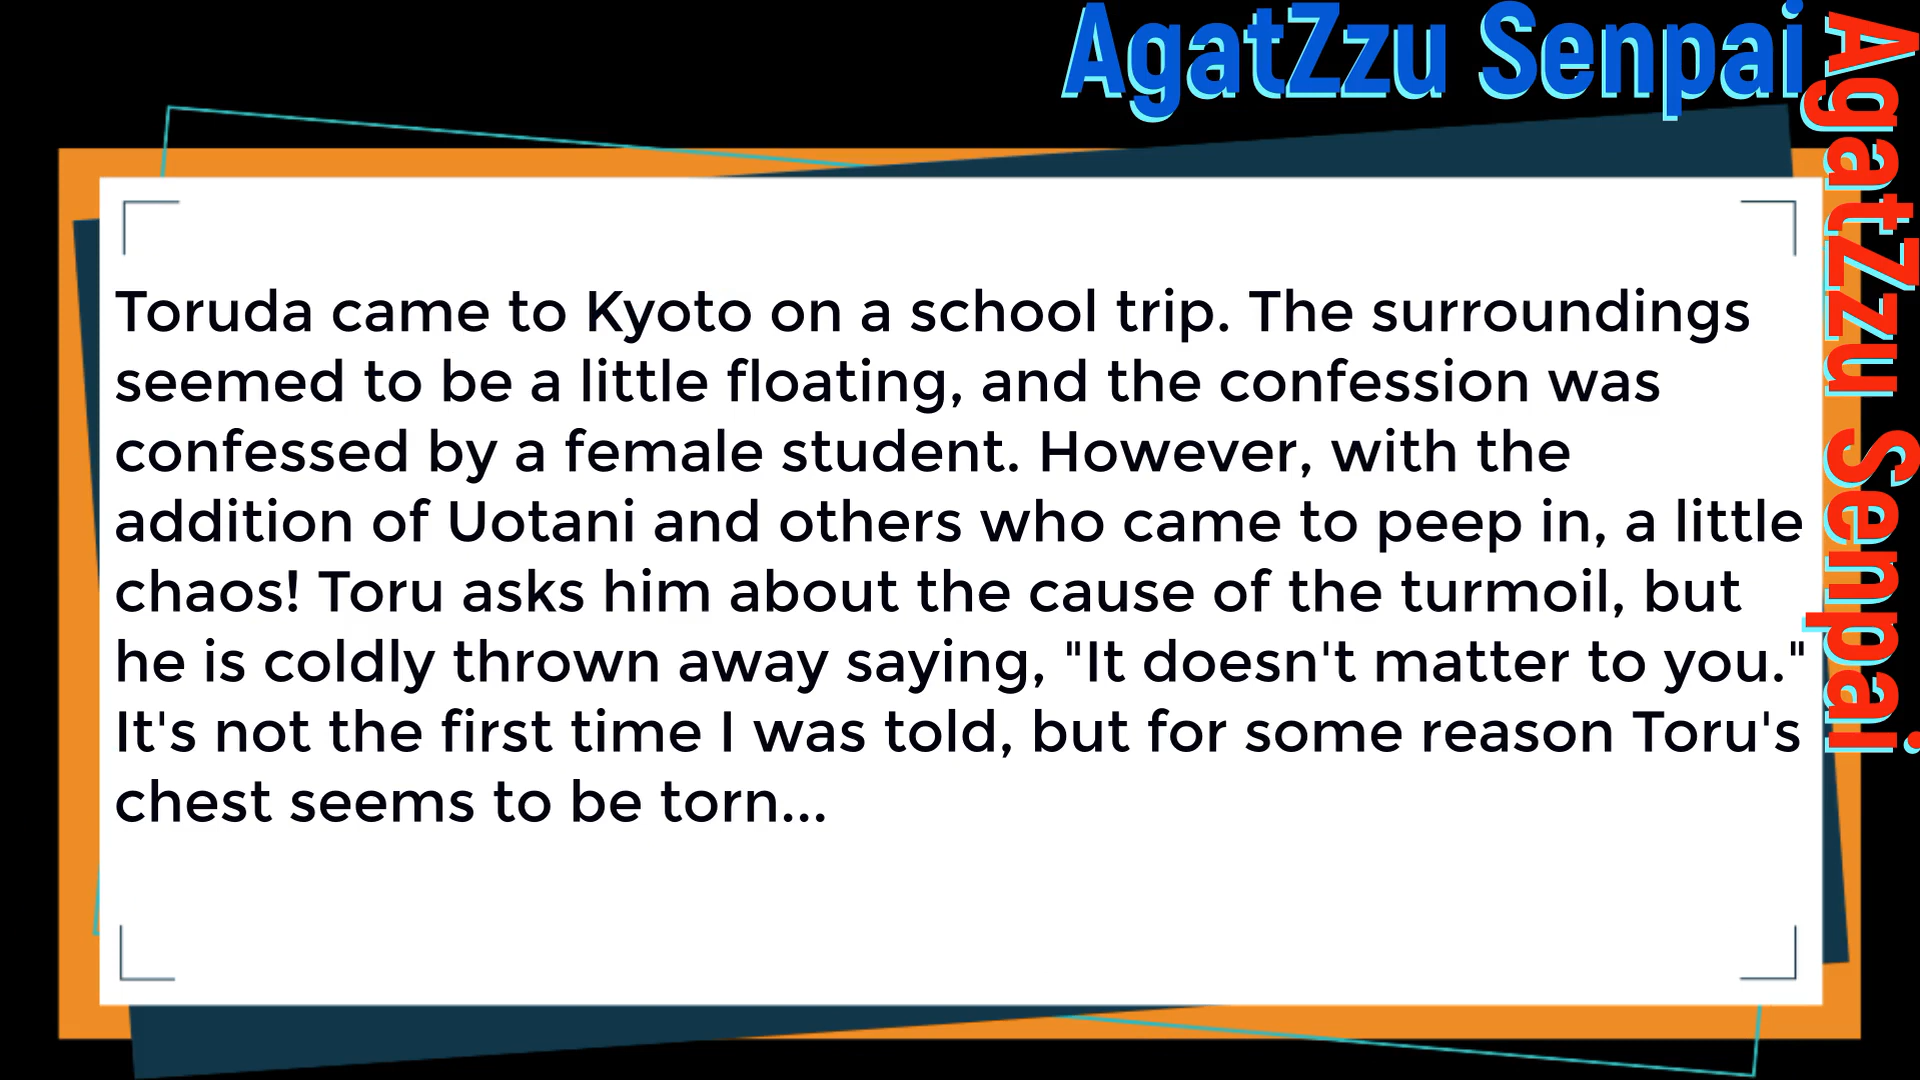 AgatZzu Senpai
AgatZzu Senpai
Toruda came to Kyoto on a school trip. The surroundings
seemed to be a little floating, and the confession was
confessed by a female student. However, with the
addition of Uotani and others who came to peep in, a little
chaos! Toru asks him about the cause of the turmoil, but
he is coldly thrown away saying, "It doesn't matter to you."
It's not the first time I was told, but for some reason Toru's
chest seems to be torn...